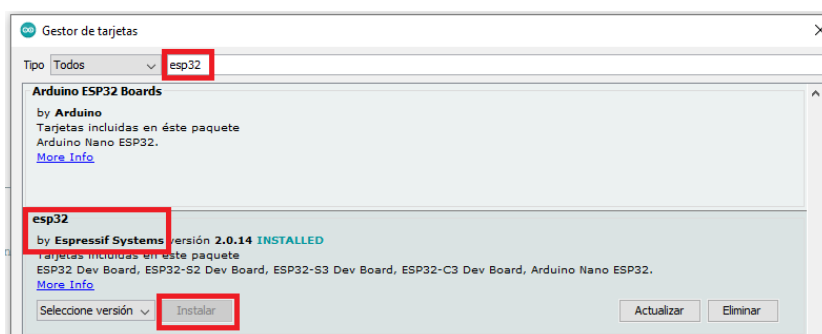 Gestor de tarjetas
Tipo Todos esp32
Arduino ESP32 Boards
by Arduino
Tarjetas incluidas en éste paquete
Arduino Nano ESP32.
More Info
esp32
by Espressif Systems versión 2.0.14 INSTALLED
Tarjetas incluidas en éste paquete
ESP32 Dev Board, ESP32-S2 Dev Board, ESP32-S3 Dev Board, ESP32-C3 Dev Board, Arduino Nano ESP32.
More Info
Seleccione versión Instalar Actualizar Eliminar